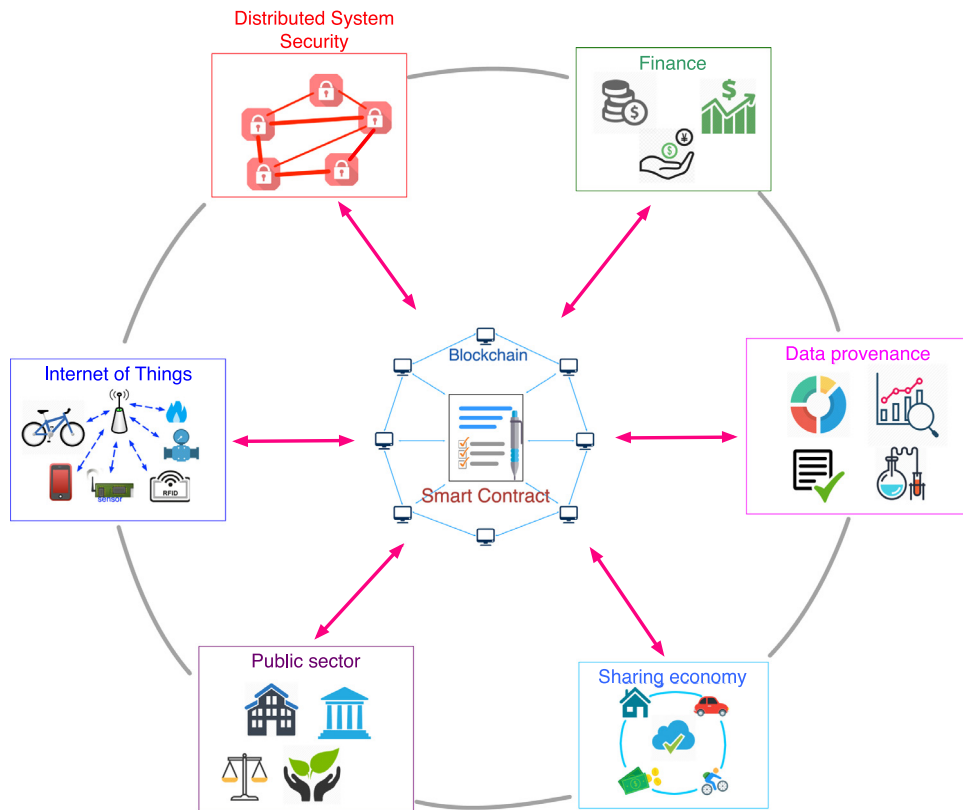 Distributed System
Security
Finance
$
$
¥
$
Internet of Things
sensor
RFID
Blockchain
Smart Contract
Data provenance
Public sector
Sharing economy